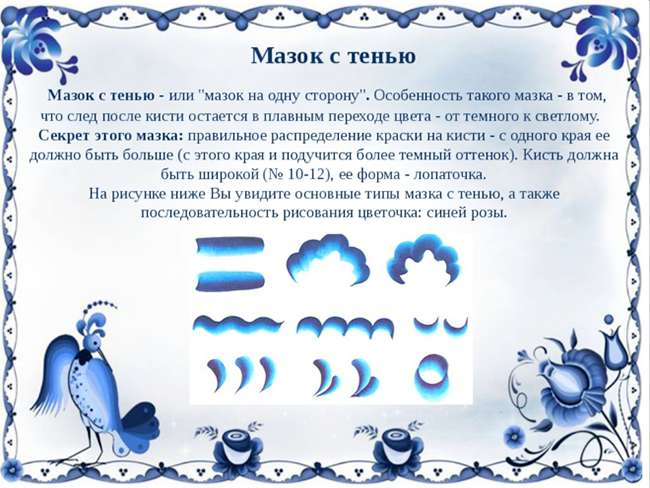 Мазок с тенью
Мазок с тенью - или "мазок на одну сторону". Особенность такого мазка - в том,
что след после кисти остается в плавным переходе цвета - от темного к светлому.
Секрет этого мазка: правильное распределение краски на кисти - с одного края ее
должно быть больше (с этого края и подучится более темный оттенок). Кисть должна
быть широкой (№ 10-12), ее форма - лопаточка.
На рисунке ниже Вы увидите основные типы мазка с тенью, а также
последовательность рисования цветочка: синей розы.